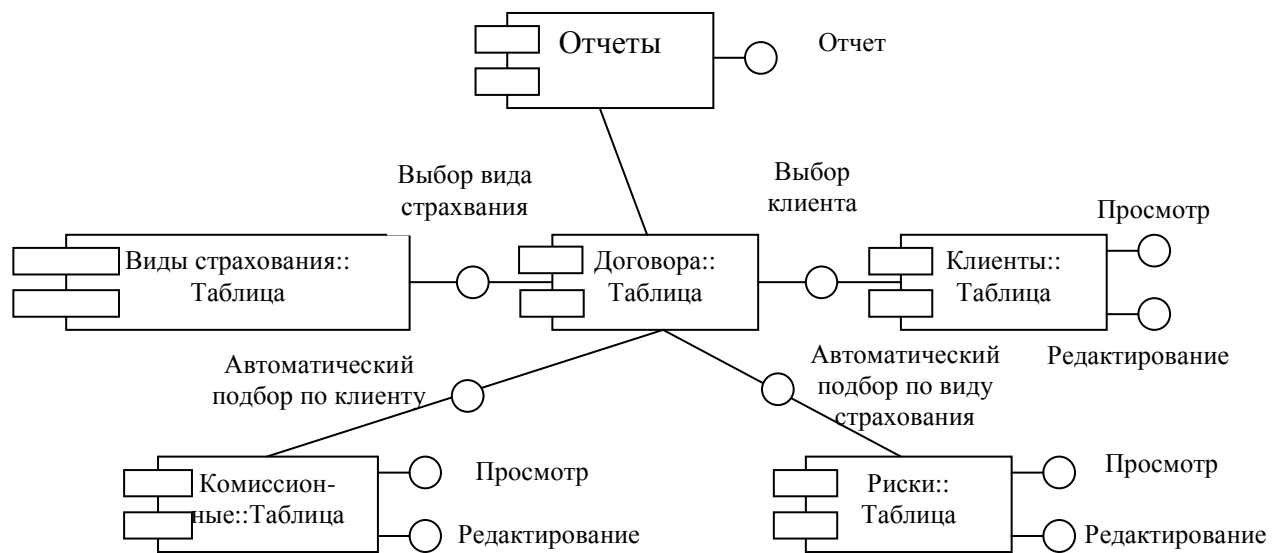 Отчеты
Отчет
Выбор вида
страхвания
Выбор
клиента
Просмотр
Виды страхования::
Таблица
Договора::
Таблица
Клиенты::
Таблица
Редактирование
Автоматический
подбор по клиенту
Автоматический
подбор по виду
страхования
Комиссион-
ные::Таблица
Просмотр
Редактирование
Риски::
Таблица
Просмотр
Редактирование